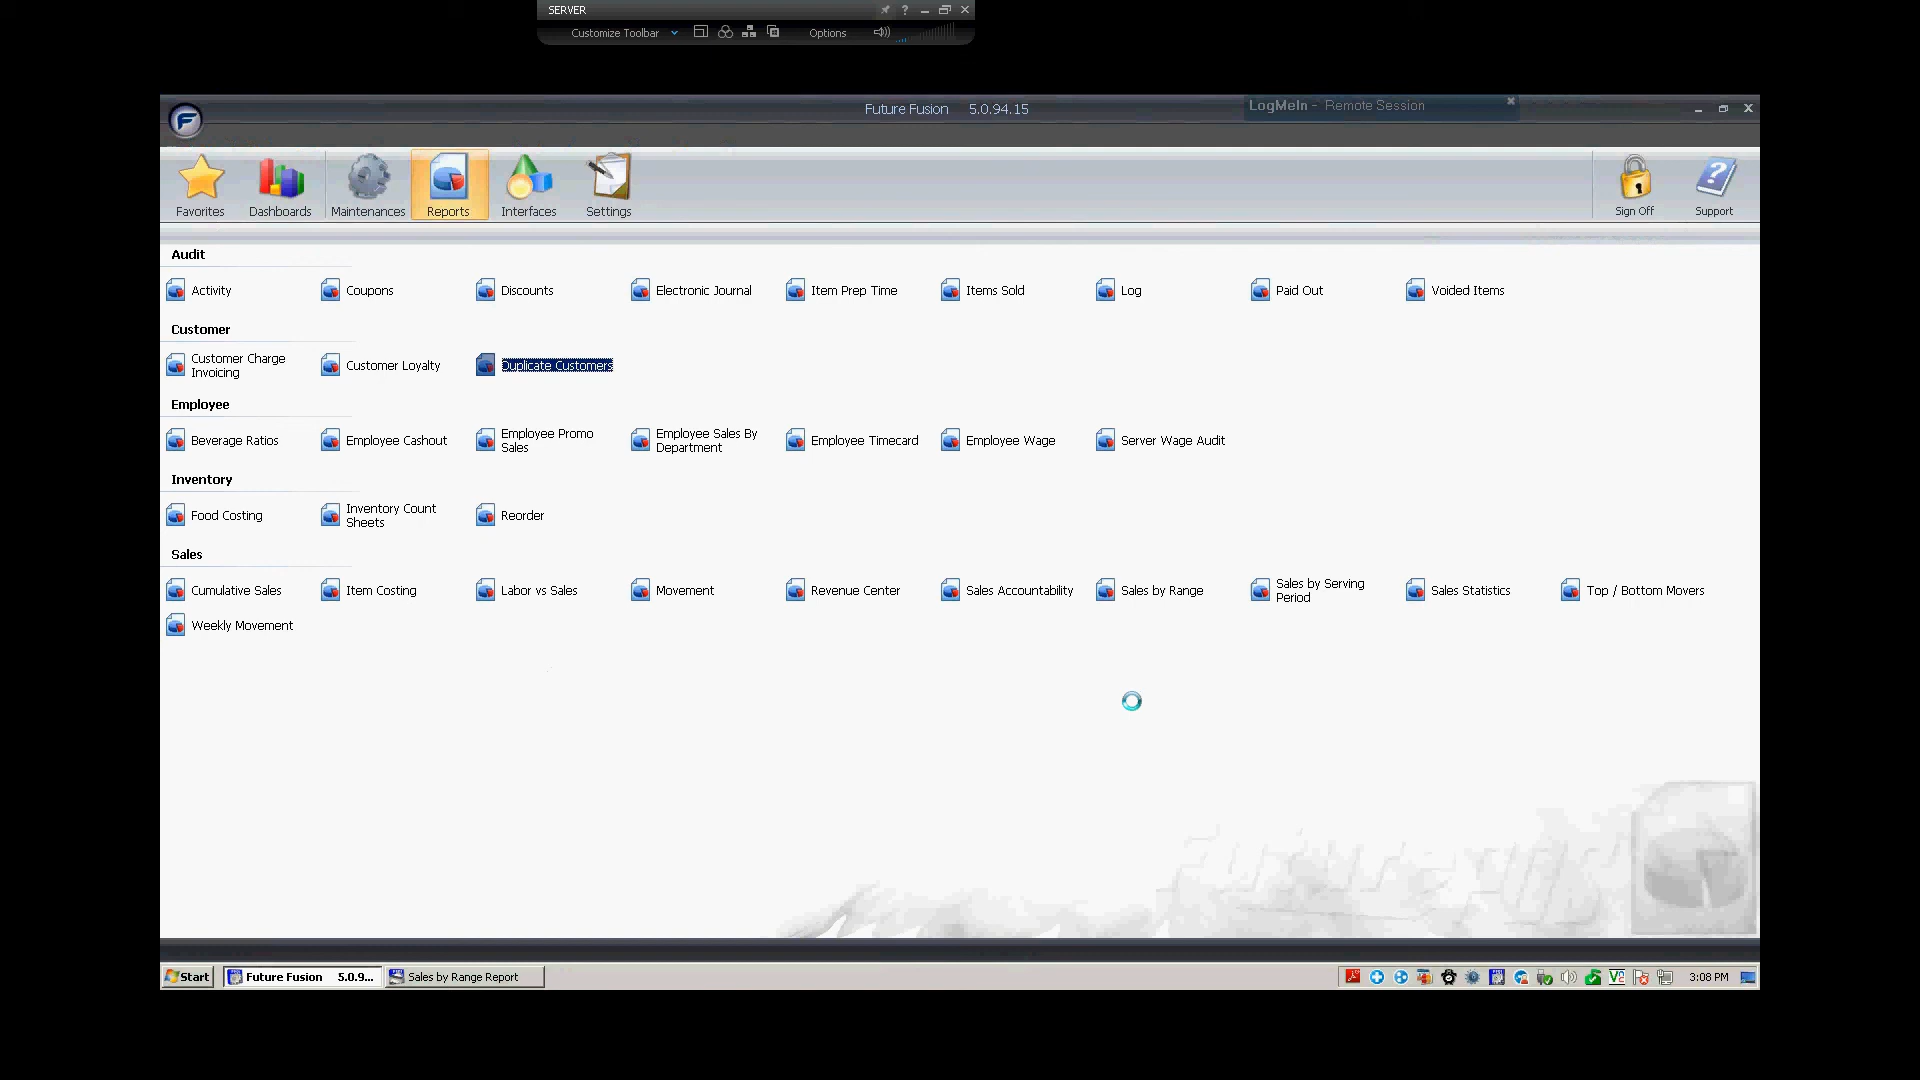 SERVER
Customize Toolbar
Options
Future Fusion 5.0.94.15
LogMeIn - Remote Session
Favorites
Dashboards
Maintenances
Reports
Interfaces
Settings
Sign Off
Support
Audit
Activity
Coupons
Discounts
Electronic Journal
Item Prep Time
Items Sold
Log
Paid Out
Voided Items
Customer
Customer Charge
Invoicing
Customer Loyalty
Duplicate Customers
Employee
Beverage Ratios
Employee Cashout
Employee Promo
Sales
Employee Sales By
Department
Employee Timecard
Employee Wage
Server Wage Audit
Inventory
Food Costing
Inventory Count
Sheets
Reorder
Sales
Cumulative Sales
Item Costing
Labor vs Sales
Movement
Revenue Center
Sales Accountability
Sales by Range
Sales by Serving
Period
Sales Statistics
Top / Bottom Movers
Weekly Movement
Start
Future Fusion 5.0.9...
Sales by Range Report
3:08 PM